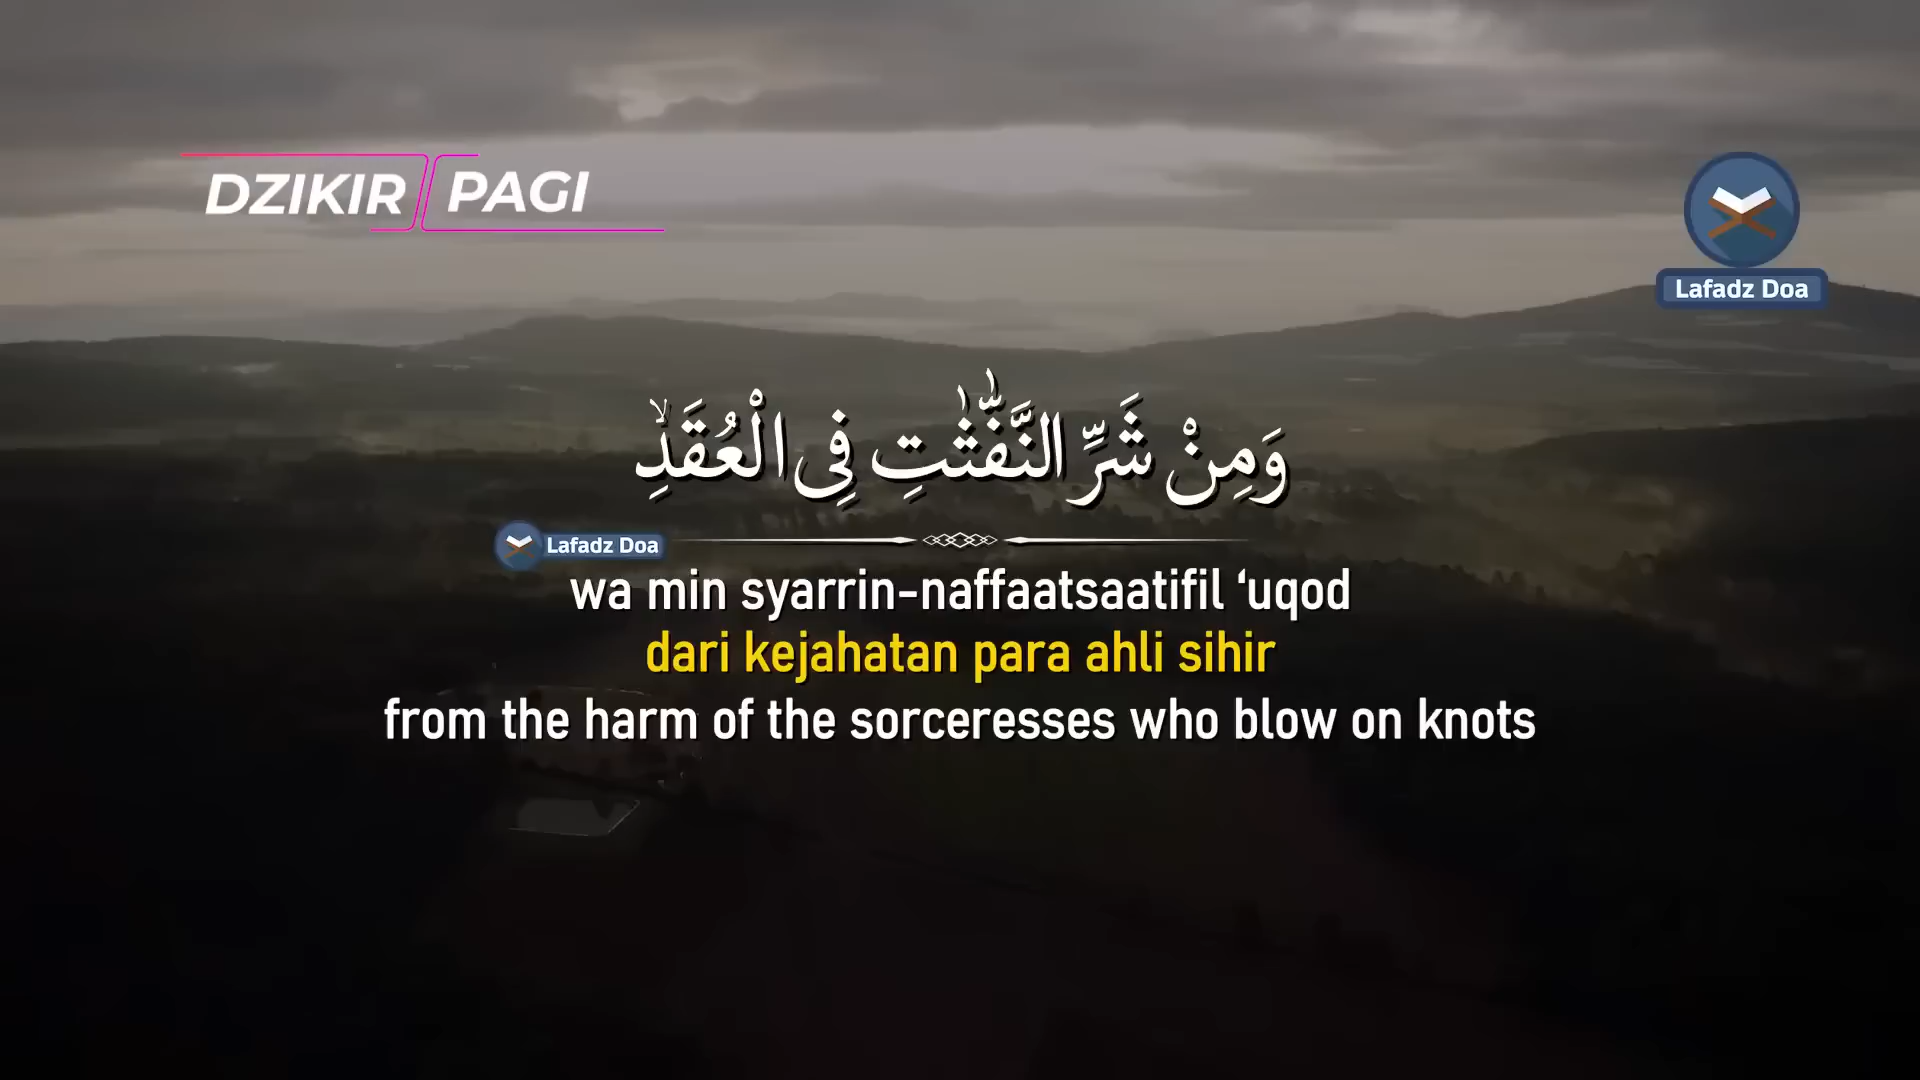 DZIKIR PAGI
Lafadz Doa
وَمِنْ شَرِّ النَّفّٰثٰتِ فِى الْعُقَدِۙ
Lafadz Doa
wa min syarrin-naffaatsaatifil ‘uqod
dari kejahatan para ahli sihir
from the harm of the sorceresses who blow on knots